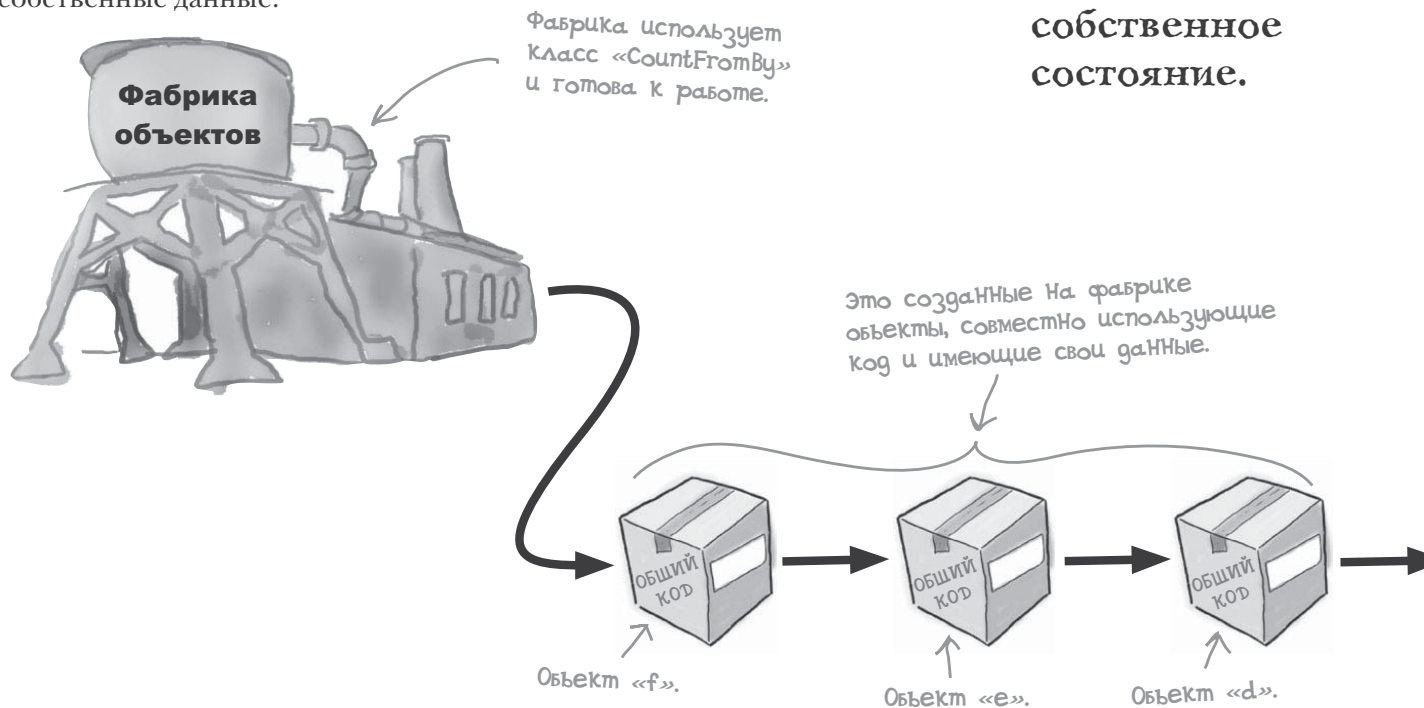 собственные данные.
собственное
состояние.
Фабрика использует
класс «CountFromBy»
и готова к работе.
Фабрика
объектов
Это созданные на фабрике
объекты, совместно использующие
код и имеющие свои данные.
ОБЩИЙ
КОД
ОБЩИЙ
КОД
ОБЩИЙ
КОД
Объект «f».
Объект «e».
Объект «d».